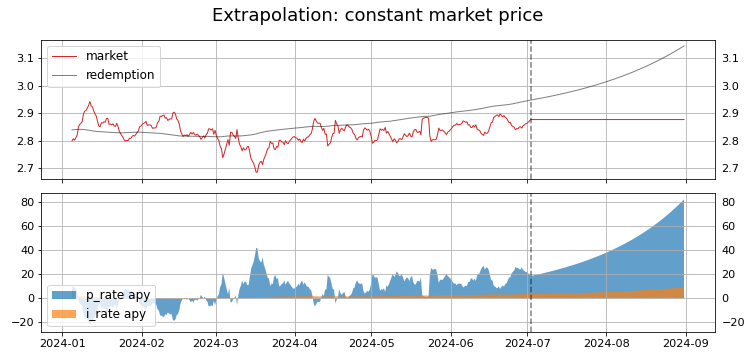 Extrapolation: constant market price
market
redemption
3.1 3.1
3.0 3.0
2.9 2.9
2.8 2.8
2.7 2.7
80 80
60 60
40 40
20 20
0 0
−20 −20
p_rate apy
i_rate apy
2024-01 2024-02 2024-03 2024-04 2024-05 2024-06 2024-07 2024-08 2024-09